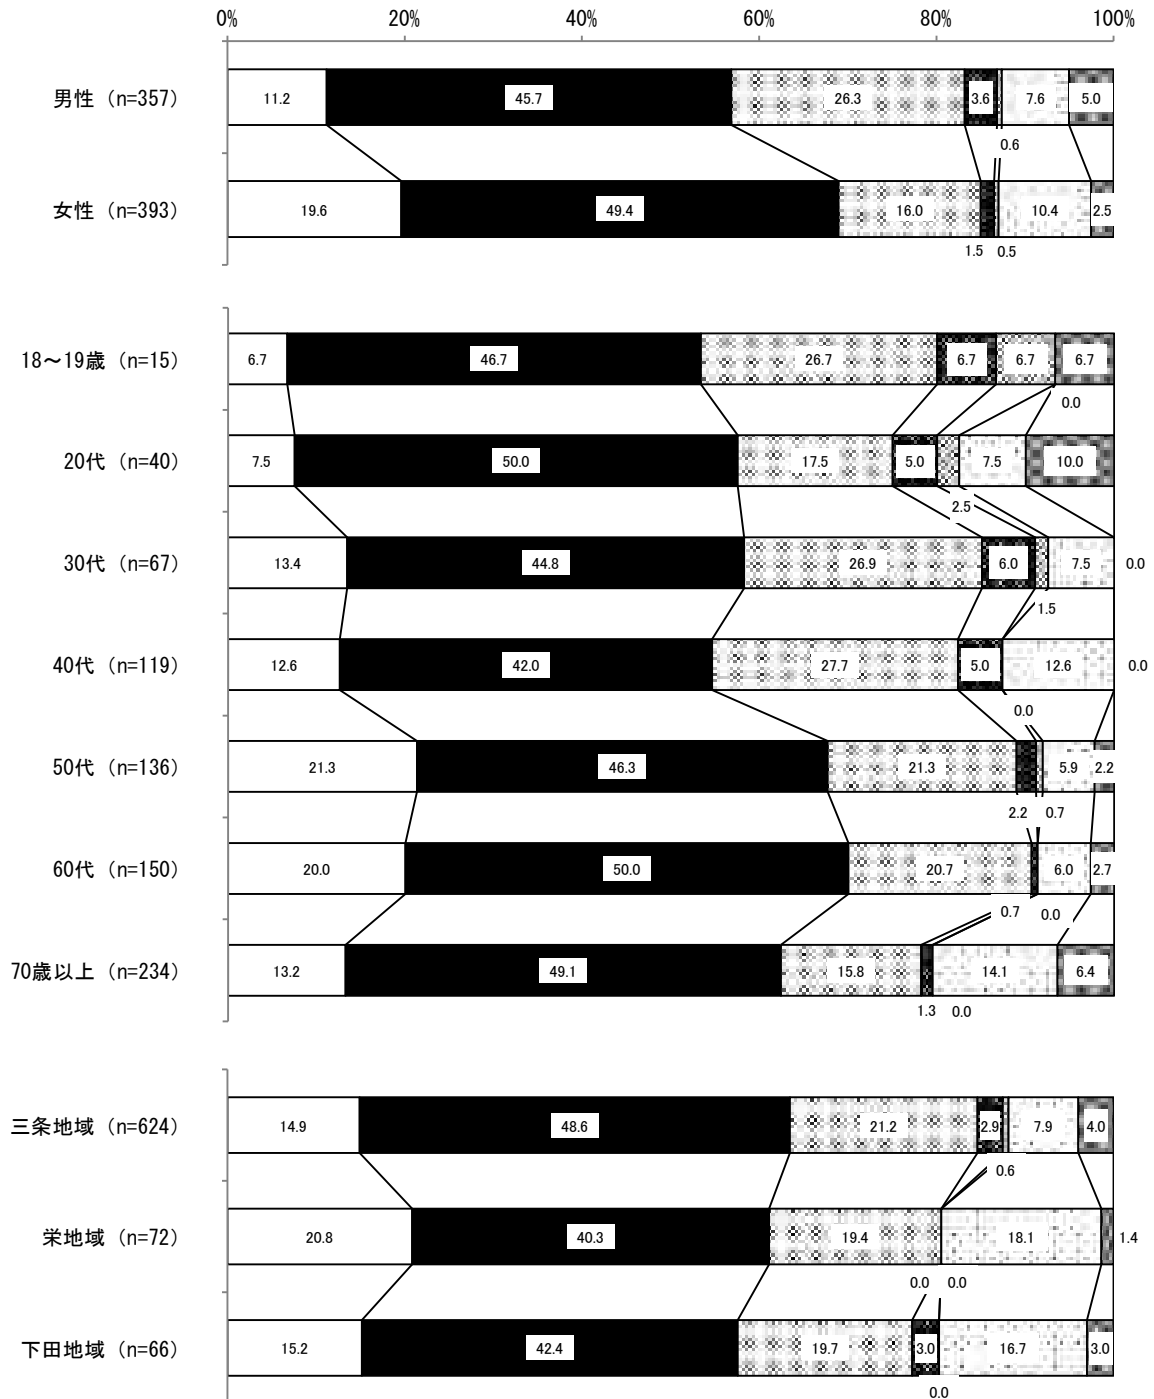 0% 20% 40% 60% 80% 100%
男性 (n=357) 11.2 45.7 26.3 3.6 7.6 5.0
0.6
女性 (n=393) 19.6 49.4 16.0 10.4 2.5
1.5 0.5
18～19歳 (n=15) 6.7 46.7 26.7 6.7 6.7 6.7
0.0
20代 (n=40) 7.5 50.0 17.5 5.0 7.5 10.0
2.5
30代 (n=67) 13.4 44.8 26.9 6.0 7.5 0.0
1.5
40代 (n=119) 12.6 42.0 27.7 5.0 12.6 0.0
0.0
50代 (n=136) 21.3 46.3 21.3 5.9 2.2
2.2 0.7
60代 (n=150) 20.0 50.0 20.7 6.0 2.7
0.7 0.0
70歳以上 (n=234) 13.2 49.1 15.8 14.1 6.4
1.3 0.0
三条地域 (n=624) 14.9 48.6 21.2 2.9 7.9 4.0
0.6
栄地域 (n=72) 20.8 40.3 19.4 18.1 1.4
0.0 0.0
下田地域 (n=66) 15.2 42.4 19.7 3.0 16.7 3.0
0.0